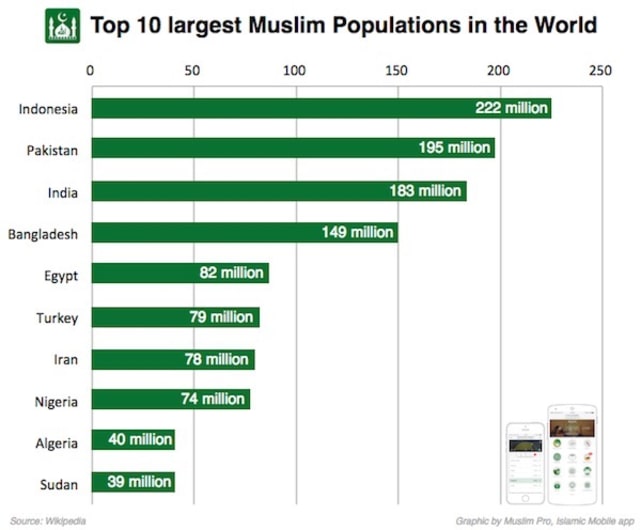 Top 10 largest Muslim Populations in the World
0 50 100 150 200 250
Indonesia 222 million
Pakistan 195 million
India 183 million
Bangladesh 149 million
Egypt 82 million
Turkey 79 million
Iran 78 million
Nigeria 74 million
Algeria 40 million
Sudan 39 million
Source: Wikipedia
Graphic by Muslim Pro, Islamic Mobile app